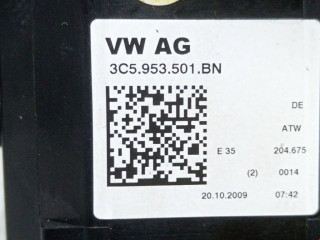 VW AG
3C5.953.501.BN
DE
ATW
E 35 204.675
(2) 0014
20.10.2009 07:42